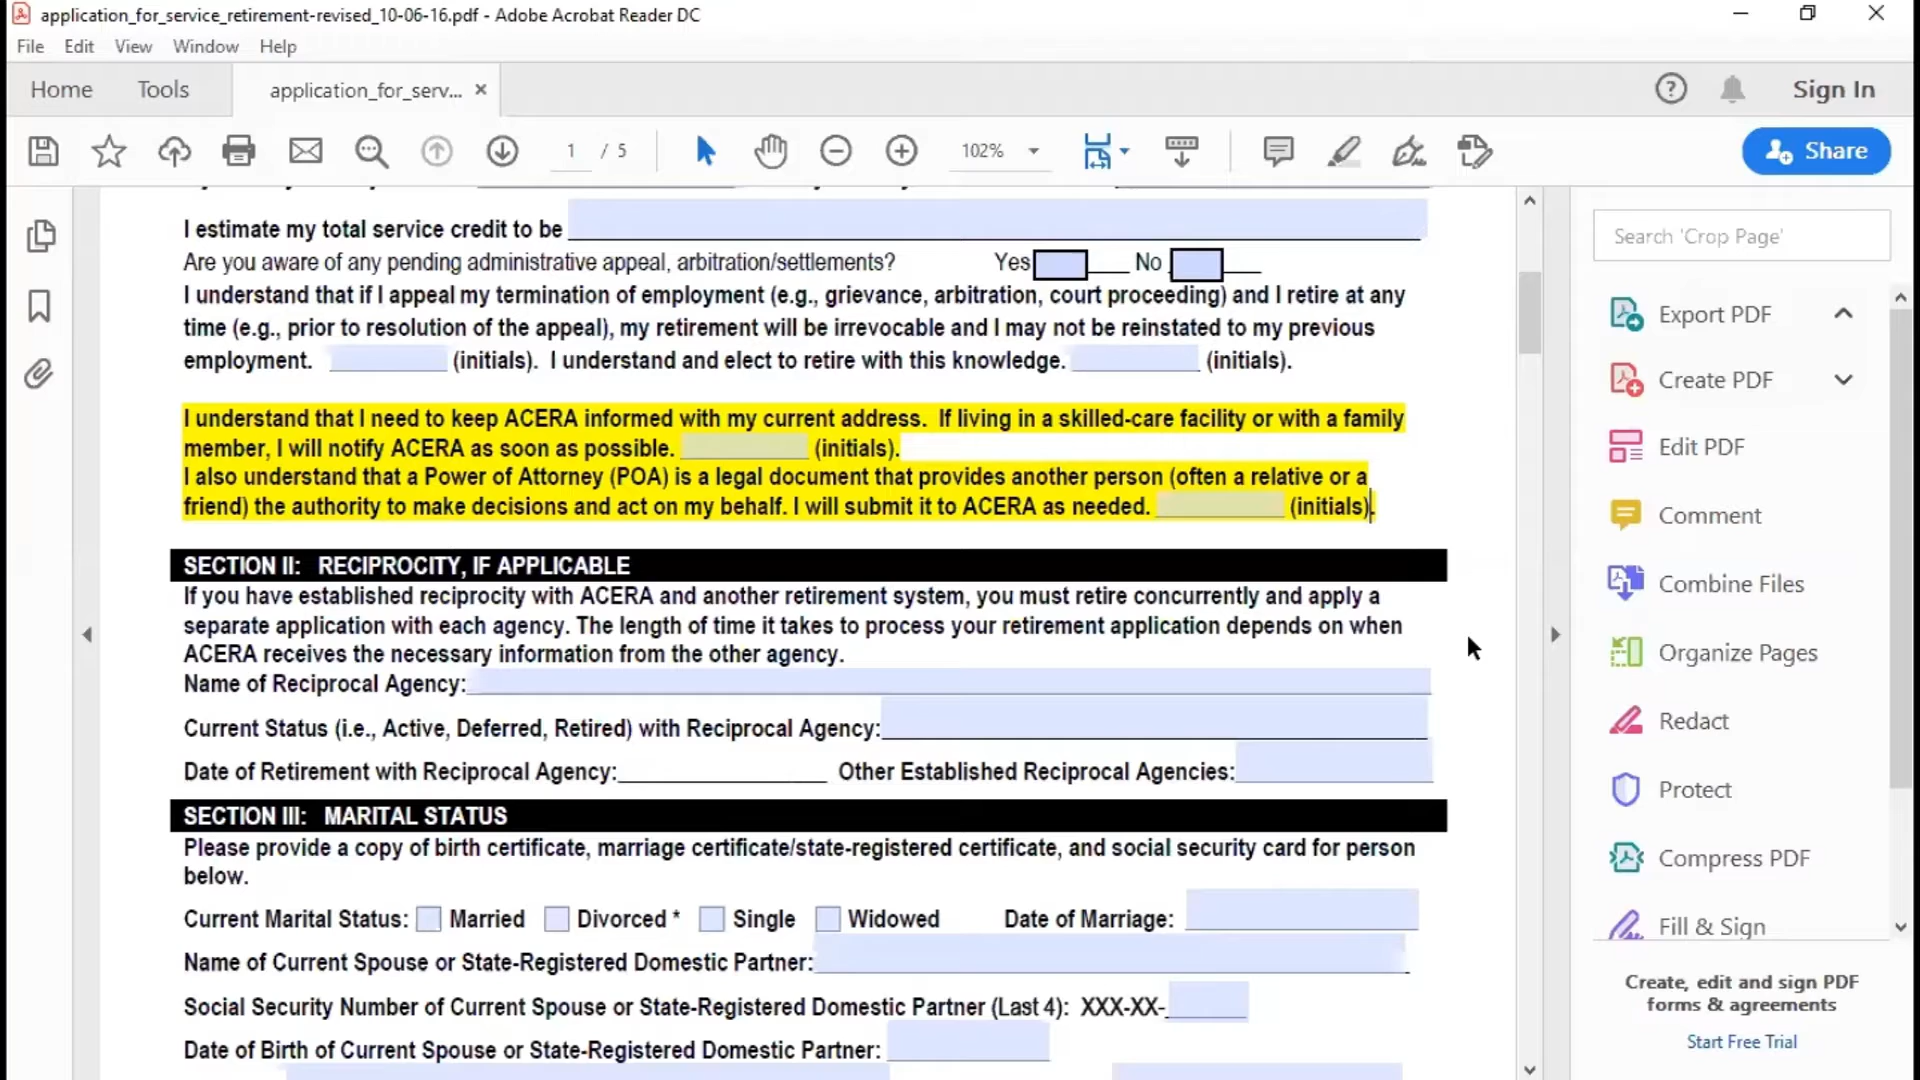 application_for_service_retirement-revised_10-06-16.pdf - Adobe Acrobat Reader DC
File Edit View Window Help
Home Tools application_for_serv... Sign In
1 / 5 102% Share
I estimate my total service credit to be
Are you aware of any pending administrative appeal, arbitration/settlements? Yes ____ No ____
I understand that if I appeal my termination of employment (e.g., grievance, arbitration, court proceeding) and I retire at any
time (e.g., prior to resolution of the appeal), my retirement will be irrevocable and I may not be reinstated to my previous
employment. (initials). I understand and elect to retire with this knowledge. (initials).
I understand that I need to keep ACERA informed with my current address. If living in a skilled-care facility or with a family
member, I will notify ACERA as soon as possible. (initials).
I also understand that a Power of Attorney (POA) is a legal document that provides another person (often a relative or a
friend) the authority to make decisions and act on my behalf. I will submit it to ACERA as needed. (initials).
SECTION II: RECIPROCITY, IF APPLICABLE
If you have established reciprocity with ACERA and another retirement system, you must retire concurrently and apply a
separate application with each agency. The length of time it takes to process your retirement application depends on when
ACERA receives the necessary information from the other agency.
Name of Reciprocal Agency:
Current Status (i.e., Active, Deferred, Retired) with Reciprocal Agency:
Date of Retirement with Reciprocal Agency:________________ Other Established Reciprocal Agencies:
SECTION III: MARITAL STATUS
Please provide a copy of birth certificate, marriage certificate/state-registered certificate, and social security card for person
below.
Current Marital Status: Married Divorced * Single Widowed Date of Marriage:
Name of Current Spouse or State-Registered Domestic Partner:
Social Security Number of Current Spouse or State-Registered Domestic Partner (Last 4): XXX-XX-
Date of Birth of Current Spouse or State-Registered Domestic Partner:
Search 'Crop Page'
Export PDF
Create PDF
Edit PDF
Comment
Combine Files
Organize Pages
Redact
Protect
Compress PDF
Fill & Sign
Create, edit and sign PDF
forms & agreements
Start Free Trial